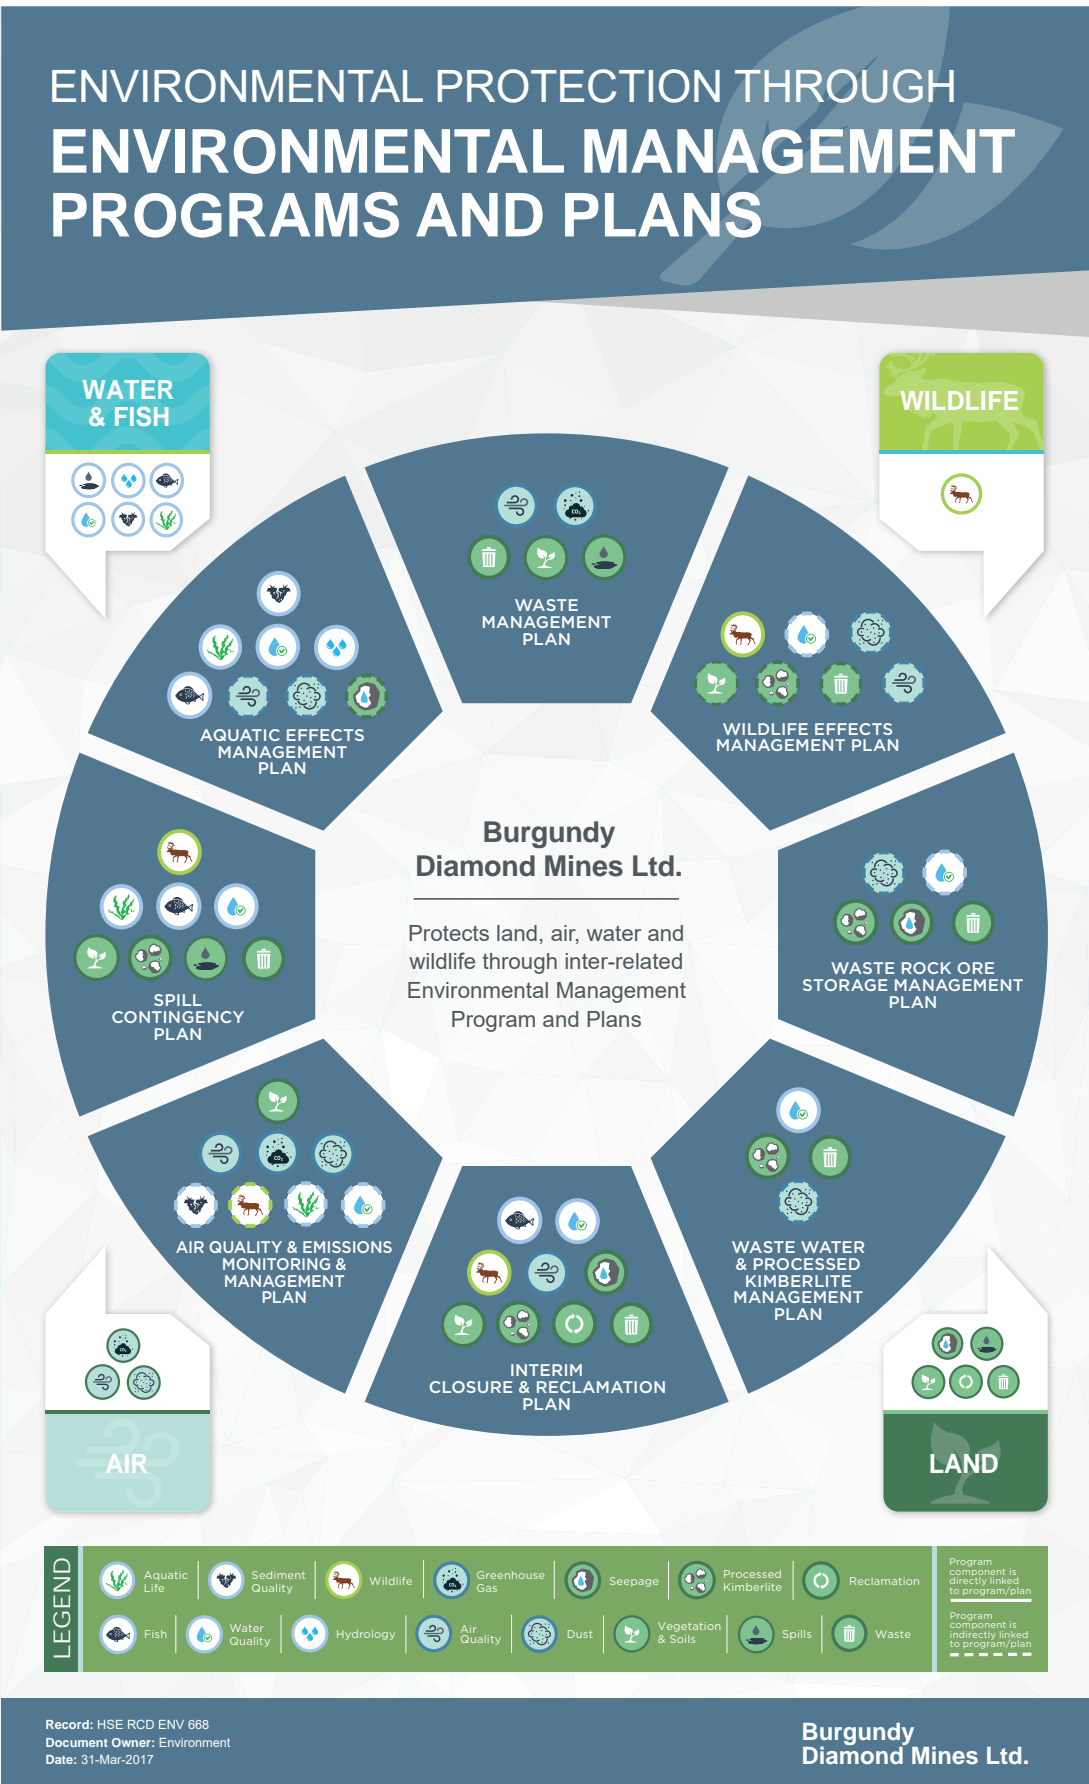 ENVIRONMENTAL PROTECTION THROUGH
ENVIRONMENTAL MANAGEMENT
PROGRAMS AND PLANS
WATER
& FISH
WILDLIFE
CO₂
WASTE
MANAGEMENT
PLAN
AQUATIC EFFECTS
MANAGEMENT
PLAN
WILDLIFE EFFECTS
MANAGEMENT PLAN
Burgundy
Diamond Mines Ltd.
Protects land, air, water and
wildlife through inter-related
Environmental Management
Program and Plans
SPILL
CONTINGENCY
PLAN
WASTE ROCK ORE
STORAGE MANAGEMENT
PLAN
CO₂
AIR QUALITY & EMISSIONS
MONITORING &
MANAGEMENT
PLAN
WASTE WATER
& PROCESSED
KIMBERLITE
MANAGEMENT
PLAN
INTERIM
CLOSURE & RECLAMATION
PLAN
CO₂
AIR
LAND
LEGEND
Aquatic
Life
Sediment
Quality
Wildlife
CO₂
Greenhouse
Gas
Seepage
Processed
Kimberlite
Reclamation
Fish
Water
Quality
Hydrology
Air
Quality
Dust
Vegetation
& Soils
Spills
Waste
Program
component is
directly linked
to program/plan
Program
component is
indirectly linked
to program/plan
Record: HSE RCD ENV 668
Document Owner: Environment
Date: 31-Mar-2017
Burgundy
Diamond Mines Ltd.